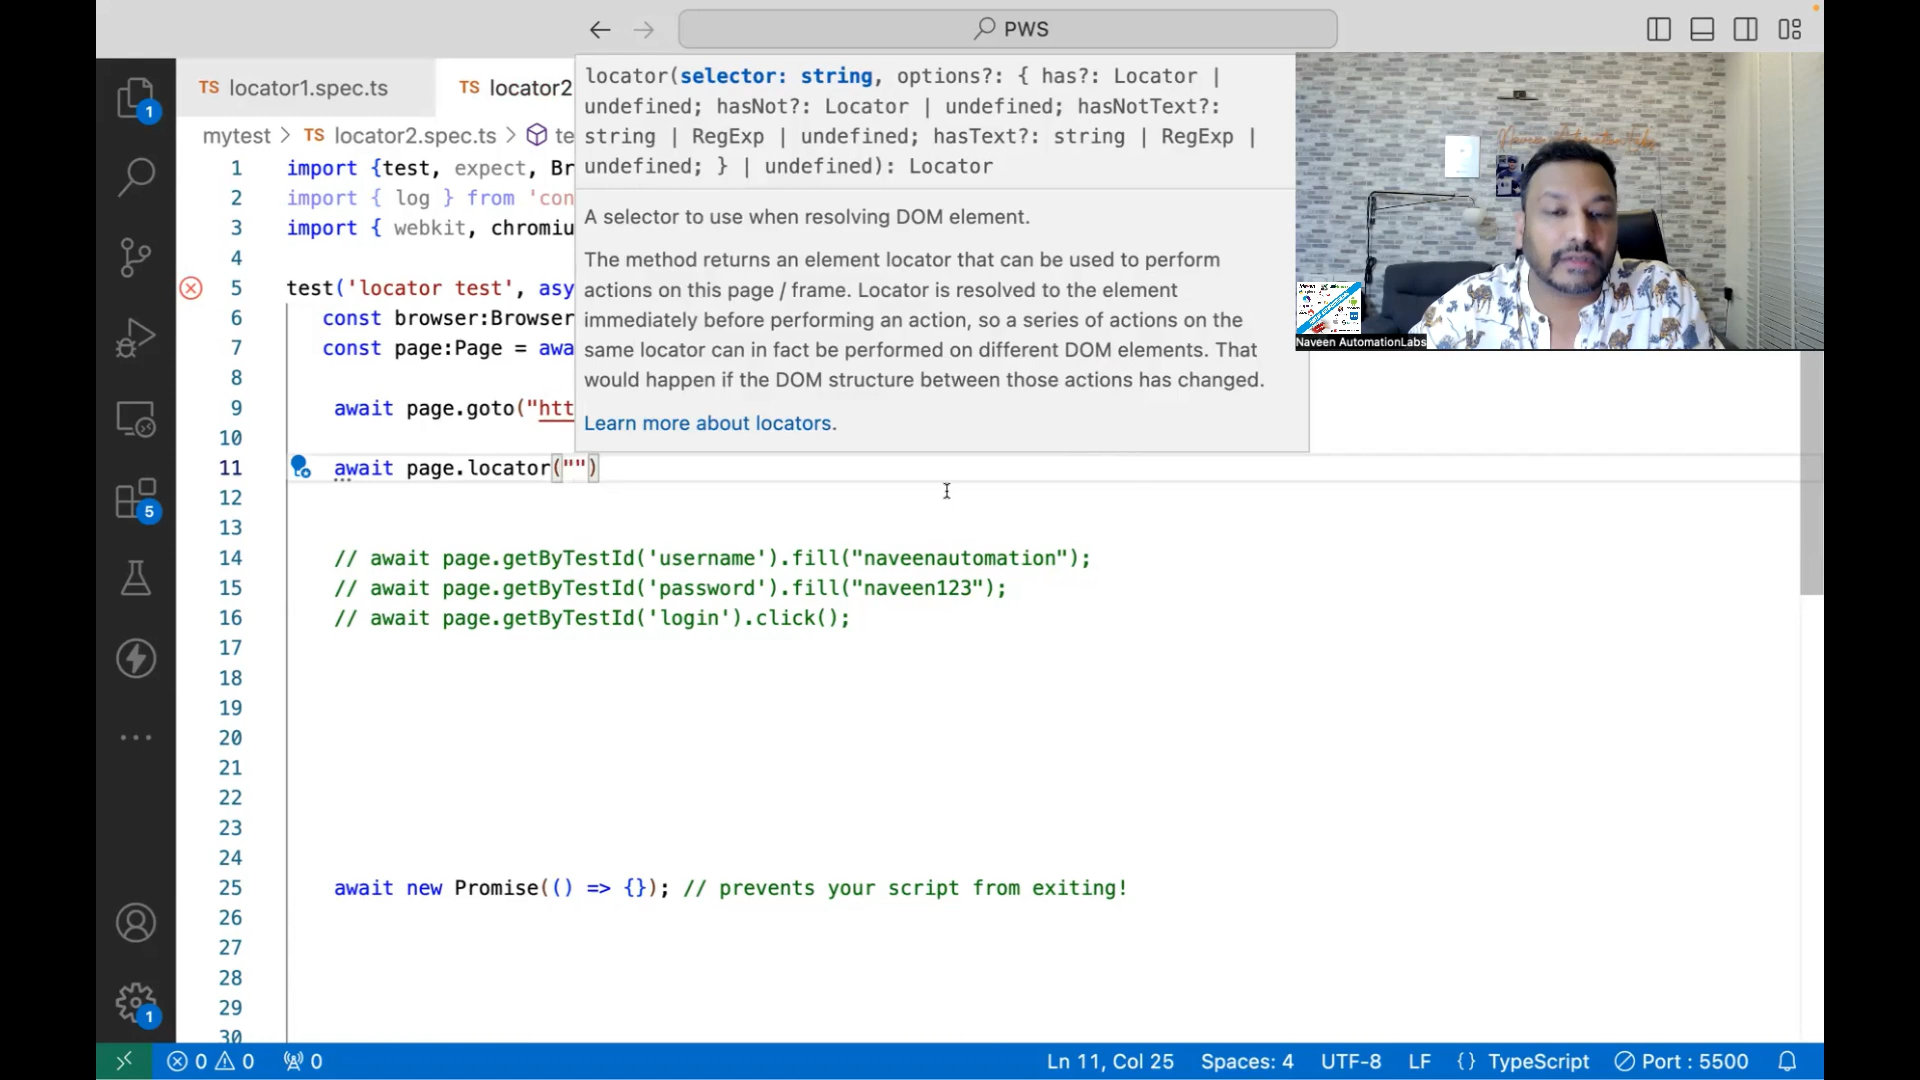 PWS
TS locator1.spec.ts
TS locator2
mytest > TS locator2.spec.ts > te
locator(selector: string, options?: { has?: Locator |
undefined; hasNot?: Locator | undefined; hasNotText?:
string | RegExp | undefined; hasText?: string | RegExp |
undefined; } | undefined): Locator
A selector to use when resolving DOM element.
The method returns an element locator that can be used to perform
actions on this page / frame. Locator is resolved to the element
immediately before performing an action, so a series of actions on the
same locator can in fact be performed on different DOM elements. That
would happen if the DOM structure between those actions has changed.
Learn more about locators.
1 import {test, expect, Br
2 import { log } from 'con
3 import { webkit, chromiu
4
5 test('locator test', asy
6 const browser:Browser
7 const page:Page = awa
8
9 await page.goto("htt
10
11 await page.locator("")
12
13
14 // await page.getByTestId('username').fill("naveenautomation");
15 // await page.getByTestId('password').fill("naveen123");
16 // await page.getByTestId('login').click();
17
18
19
20
21
22
23
24
25 await new Promise(() => {}); // prevents your script from exiting!
26
27
28
29
30
1
5
1
Naveen AutomationLabs
0 0 0
Ln 11, Col 25 Spaces: 4 UTF-8 LF {} TypeScript Port : 5500